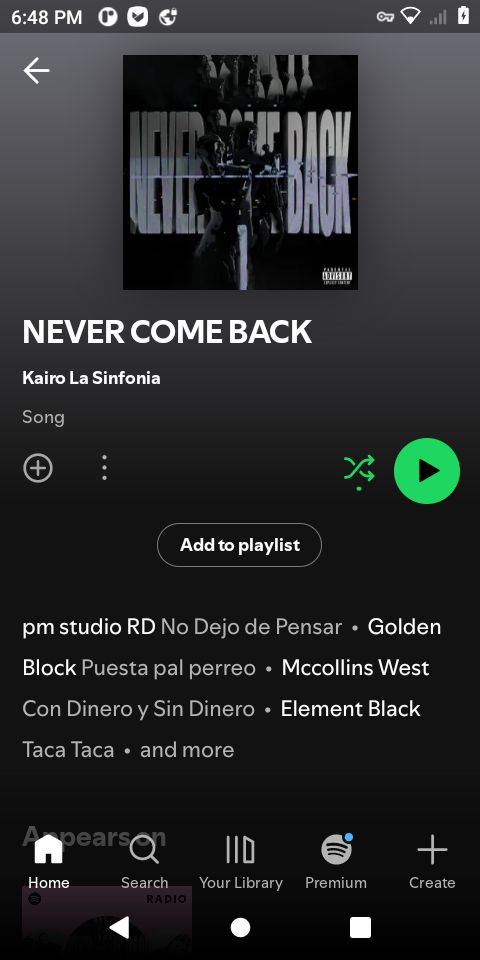 6:48 PM
NEVER COME BACK
PARENTAL
ADVISORY
EXPLICIT CONTENT
NEVER COME BACK
Kairo La Sinfonia
Song
Add to playlist
pm studio RD No Dejo de Pensar • Golden
Block Puesta pal perreo • Mccollins West
Con Dinero y Sin Dinero • Element Black
Taca Taca • and more
Appears on
Home Search Your Library Premium Create
RADIO